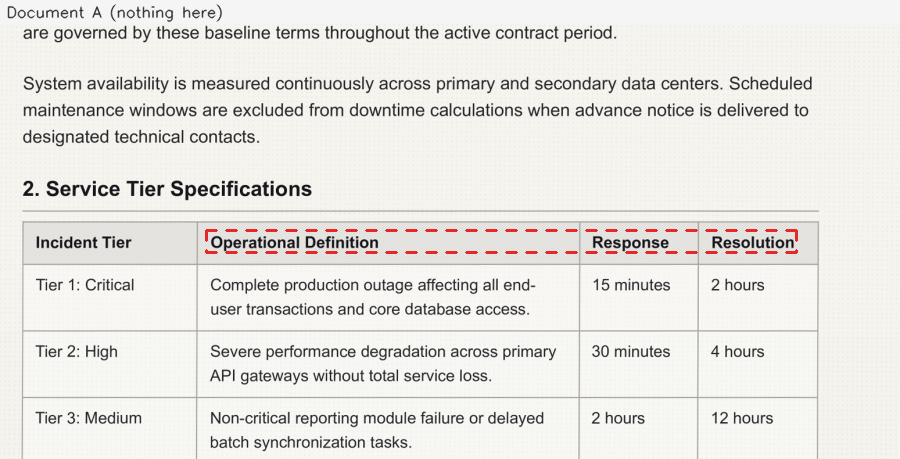 Document A (nothing here)
are governed by these baseline terms throughout the active contract period.
System availability is measured continuously across primary and secondary data centers. Scheduled
maintenance windows are excluded from downtime calculations when advance notice is delivered to
designated technical contacts.
2. Service Tier Specifications
Incident Tier Operational Definition Response Resolution
Tier 1: Critical Complete production outage affecting all end- 15 minutes 2 hours
user transactions and core database access.
Tier 2: High Severe performance degradation across primary 30 minutes 4 hours
API gateways without total service loss.
Tier 3: Medium Non-critical reporting module failure or delayed 2 hours 12 hours
batch synchronization tasks.